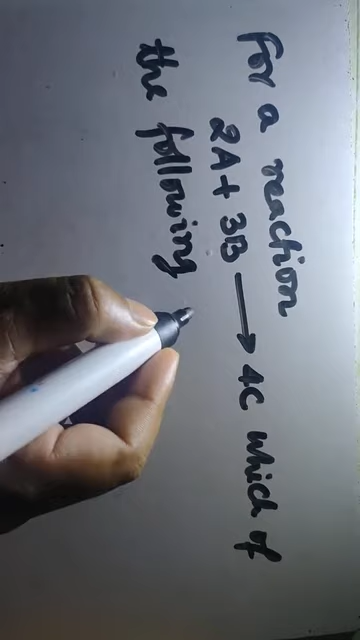 For a reaction
2A + 3B ⟶ 4C which of
the following